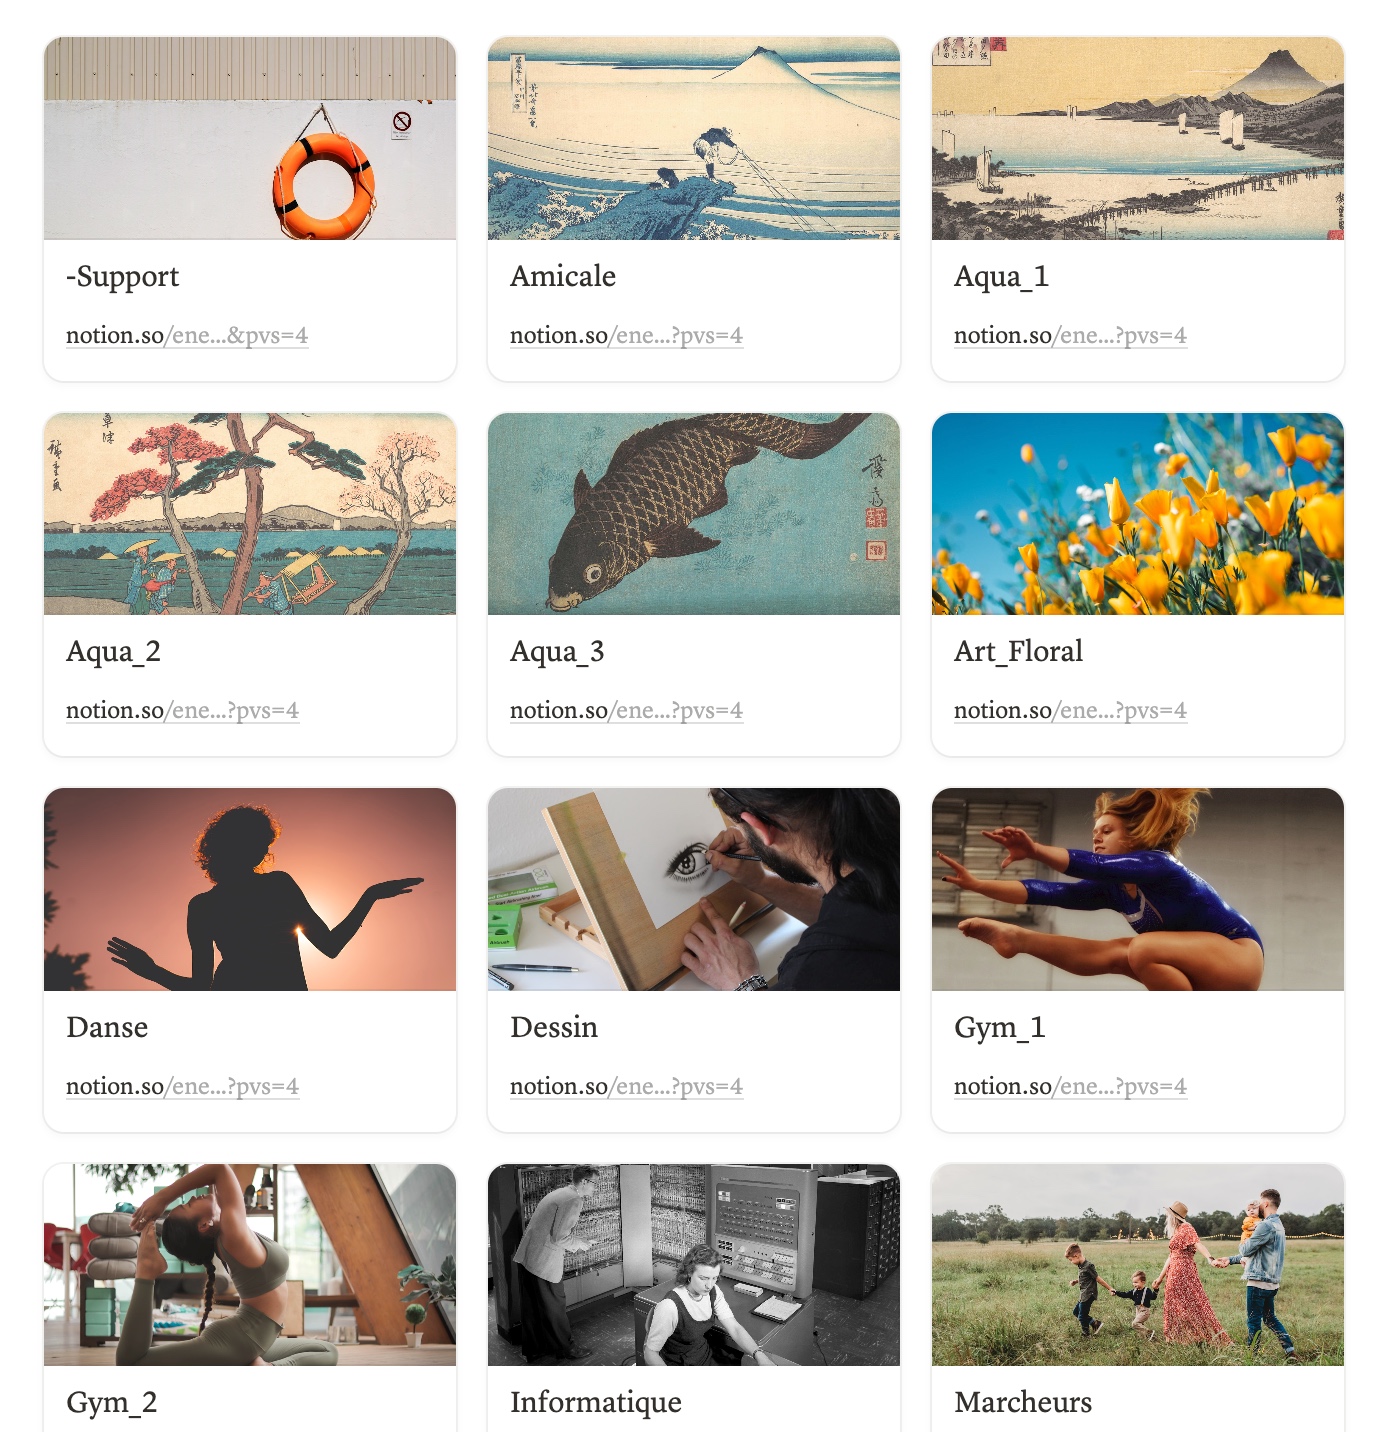 -Support
notion.so/ene...&pvs=4
Amicale
notion.so/ene...?pvs=4
Aqua_1
notion.so/ene...?pvs=4
Aqua_2
notion.so/ene...?pvs=4
Aqua_3
notion.so/ene...?pvs=4
Art_Floral
notion.so/ene...?pvs=4
Danse
notion.so/ene...?pvs=4
Dessin
notion.so/ene...?pvs=4
Gym_1
notion.so/ene...?pvs=4
Gym_2
Informatique
Marcheurs